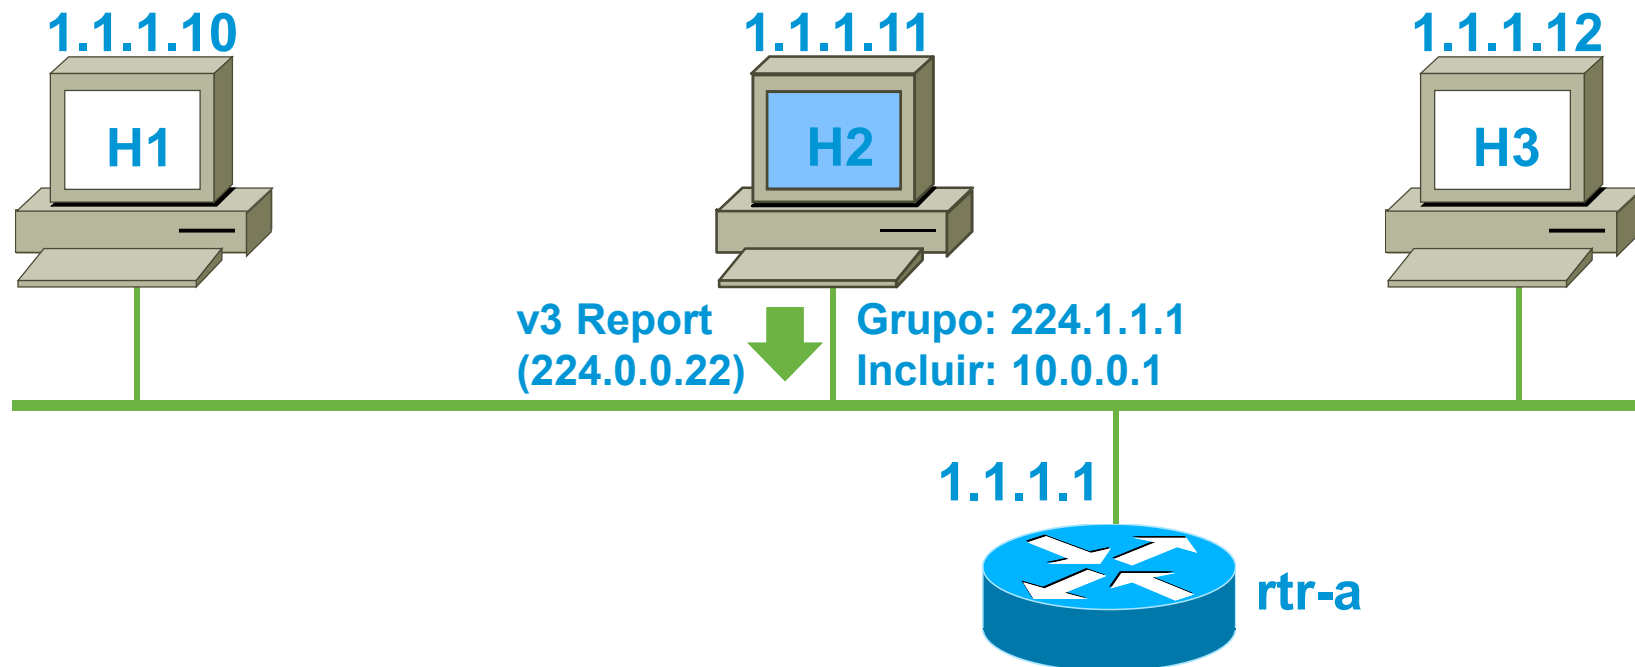 1.1.1.10
1.1.1.11
1.1.1.12
H1
H2
H3
v3 Report
(224.0.0.22)
Grupo: 224.1.1.1
Incluir: 10.0.0.1
1.1.1.1
rtr-a